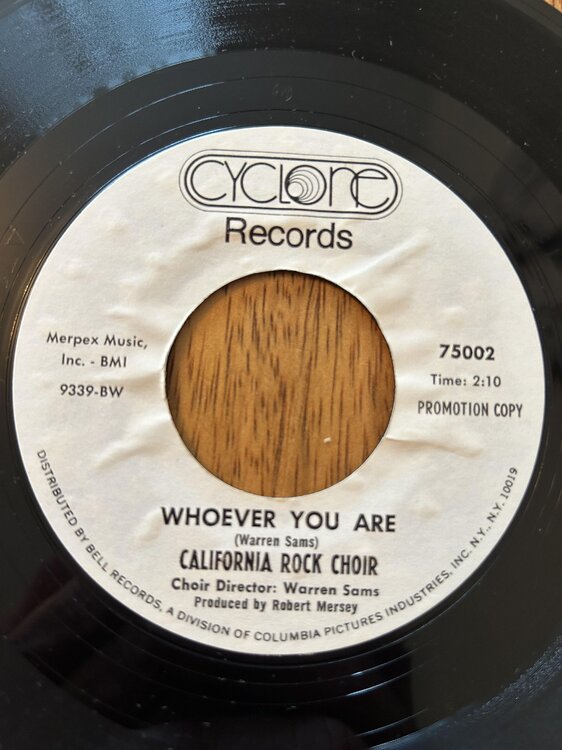 CYCLONE
Records
Merpex Music,
Inc. - BMI
9339-BW
75002
Time: 2:10
PROMOTION COPY
WHOEVER YOU ARE
(Warren Sams)
CALIFORNIA ROCK CHOIR
Choir Director: Warren Sams
Produced by Robert Mersey
DISTRIBUTED BY BELL RECORDS, A DIVISION OF COLUMBIA PICTURES INDUSTRIES, INC. N.Y., N.Y. 10019